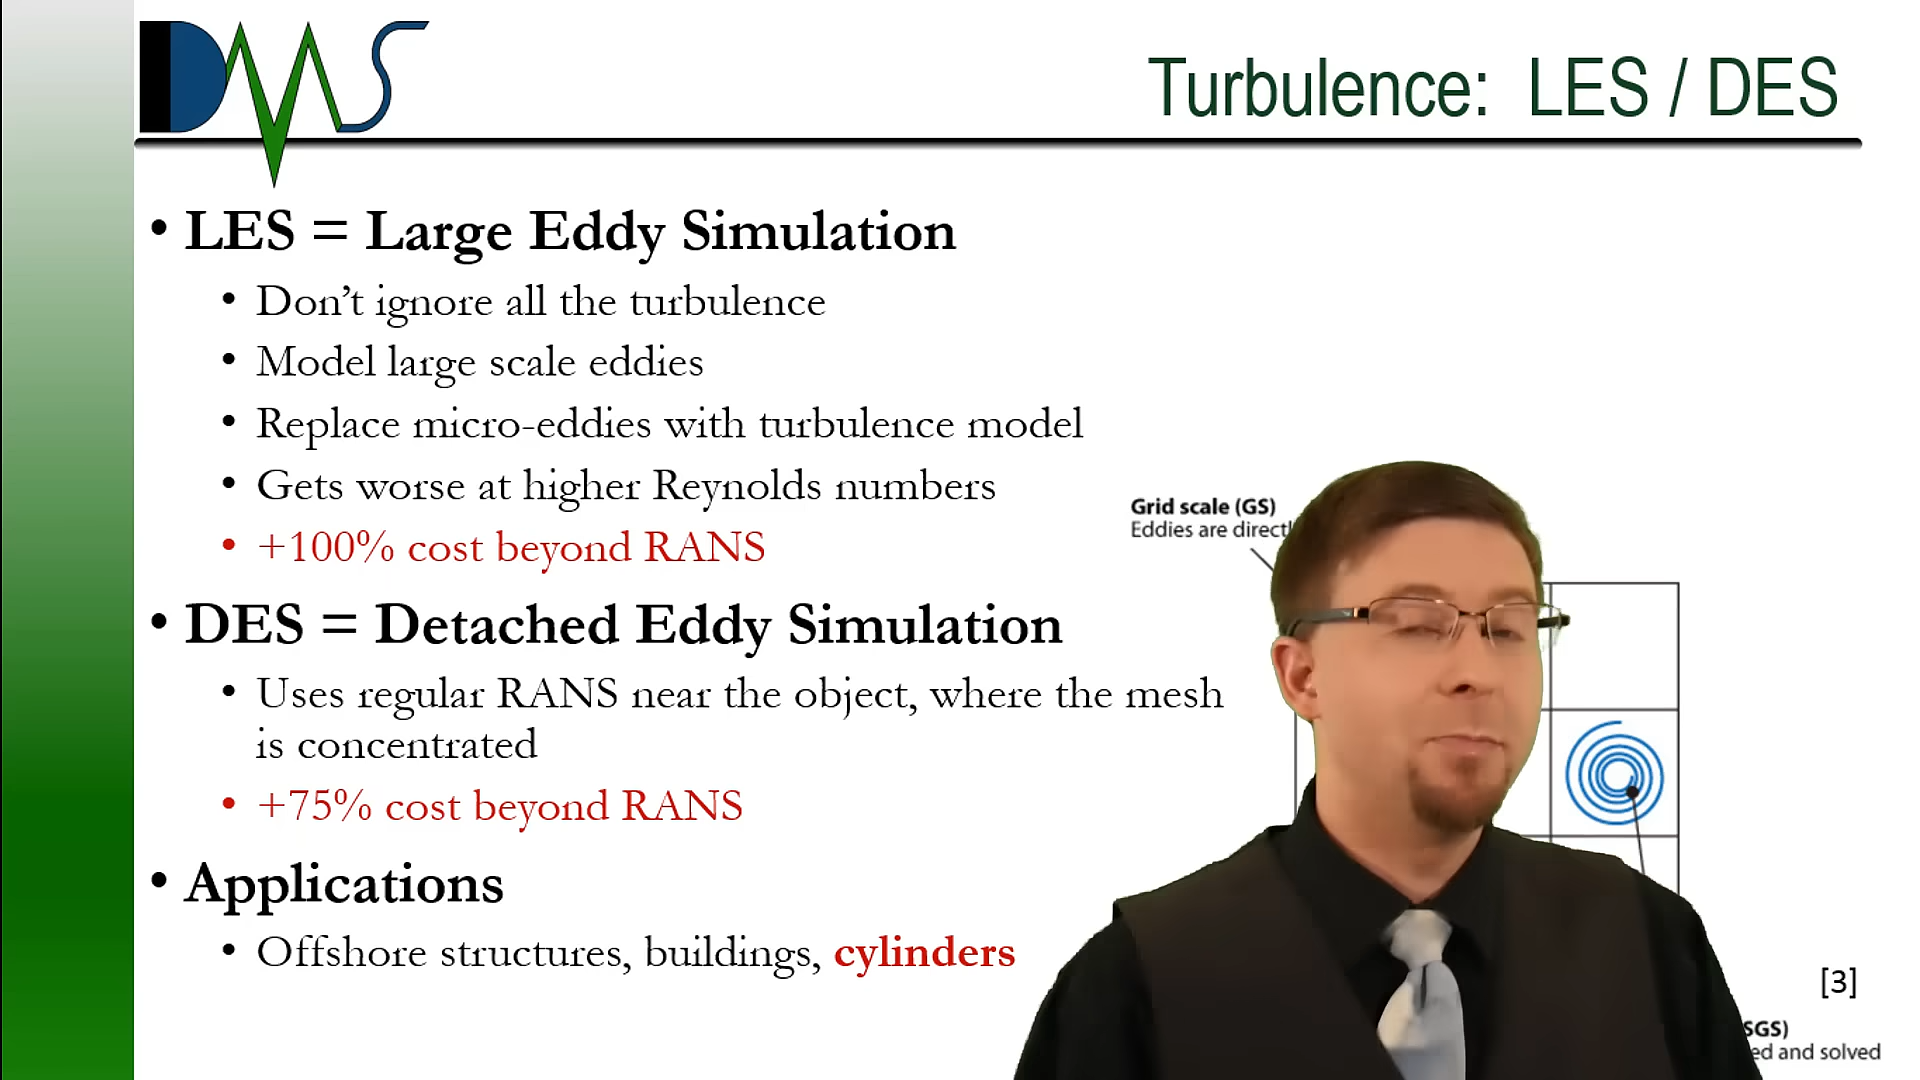 DMS
Turbulence: LES / DES
• LES = Large Eddy Simulation
• Don’t ignore all the turbulence
• Model large scale eddies
• Replace micro-eddies with turbulence model
• Gets worse at higher Reynolds numbers
• +100% cost beyond RANS
• DES = Detached Eddy Simulation
• Uses regular RANS near the object, where the mesh
is concentrated
• +75% cost beyond RANS
• Applications
• Offshore structures, buildings, cylinders
Grid scale (GS)
Eddies are
[3]
SGS)
and solved